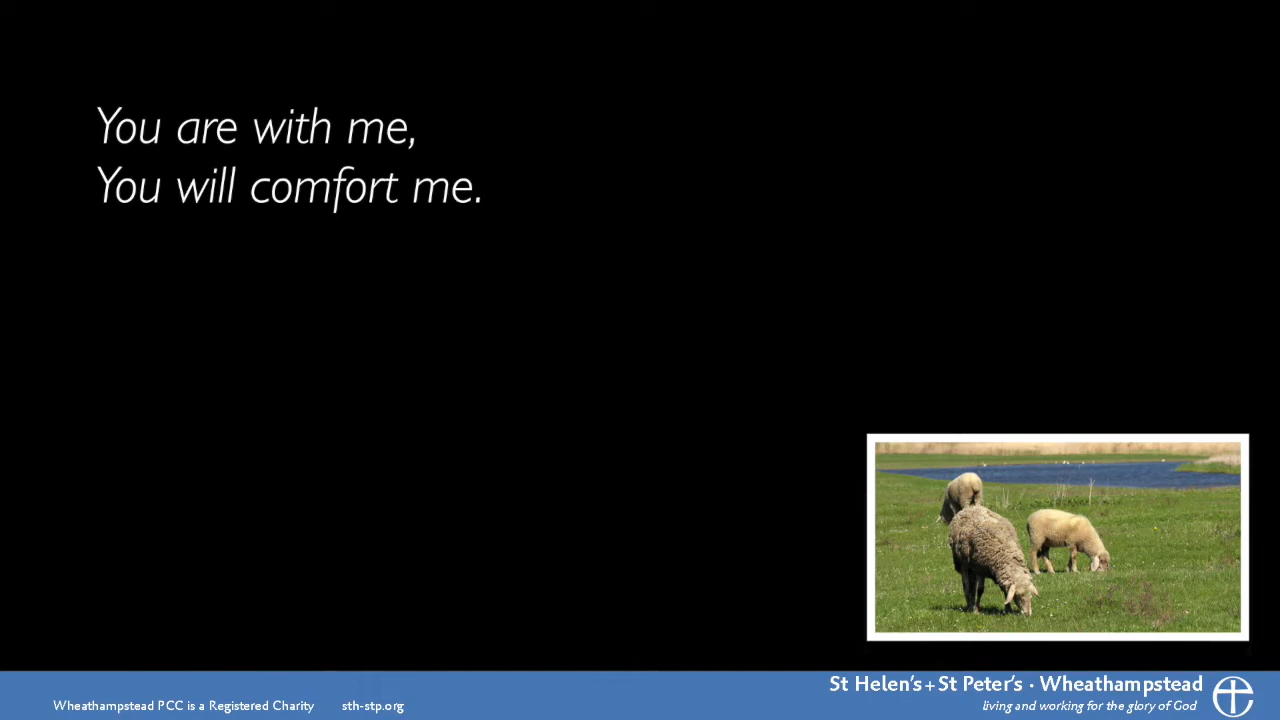 You are with me,
You will comfort me.
St Helen's + St Peter's · Wheathampstead
Wheathampstead PCC is a Registered Charity sth-stp.org
living and working for the glory of God